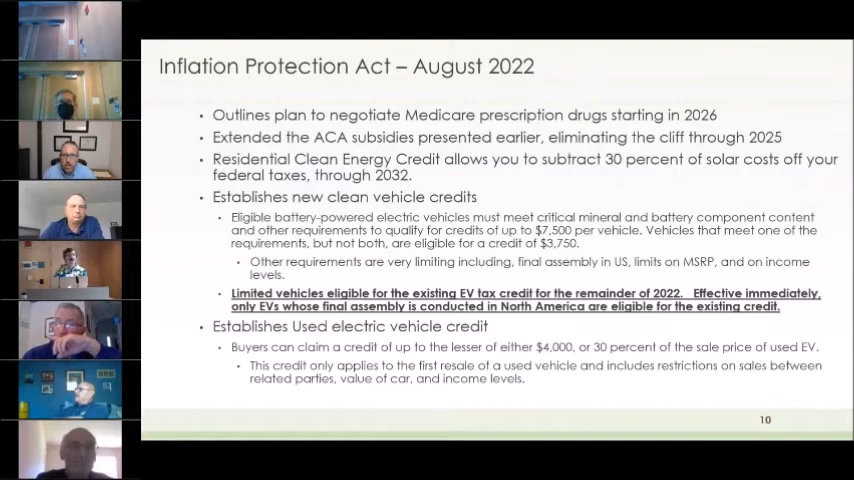 Inflation Protection Act – August 2022
• Outlines plan to negotiate Medicare prescription drugs starting in 2026
• Extended the ACA subsidies presented earlier, eliminating the cliff through 2025
• Residential Clean Energy Credit allows you to subtract 30 percent of solar costs off your
federal taxes, through 2032.
• Establishes new clean vehicle credits
• Eligible battery-powered electric vehicles must meet critical mineral and battery component content
and other requirements to qualify for credits of up to $7,500 per vehicle. Vehicles that meet one of the
requirements, but not both, are eligible for a credit of $3,750.
• Other requirements are very limiting including, final assembly in US, limits on MSRP, and on income
levels.
• Limited vehicles eligible for the existing EV tax credit for the remainder of 2022. Effective immediately,
only EVs whose final assembly is conducted in North America are eligible for the existing credit.
• Establishes Used electric vehicle credit
• Buyers can claim a credit of up to the lesser of either $4,000, or 30 percent of the sale price of used EV.
• This credit only applies to the first resale of a used vehicle and includes restrictions on sales between
related parties, value of car, and income levels.
10